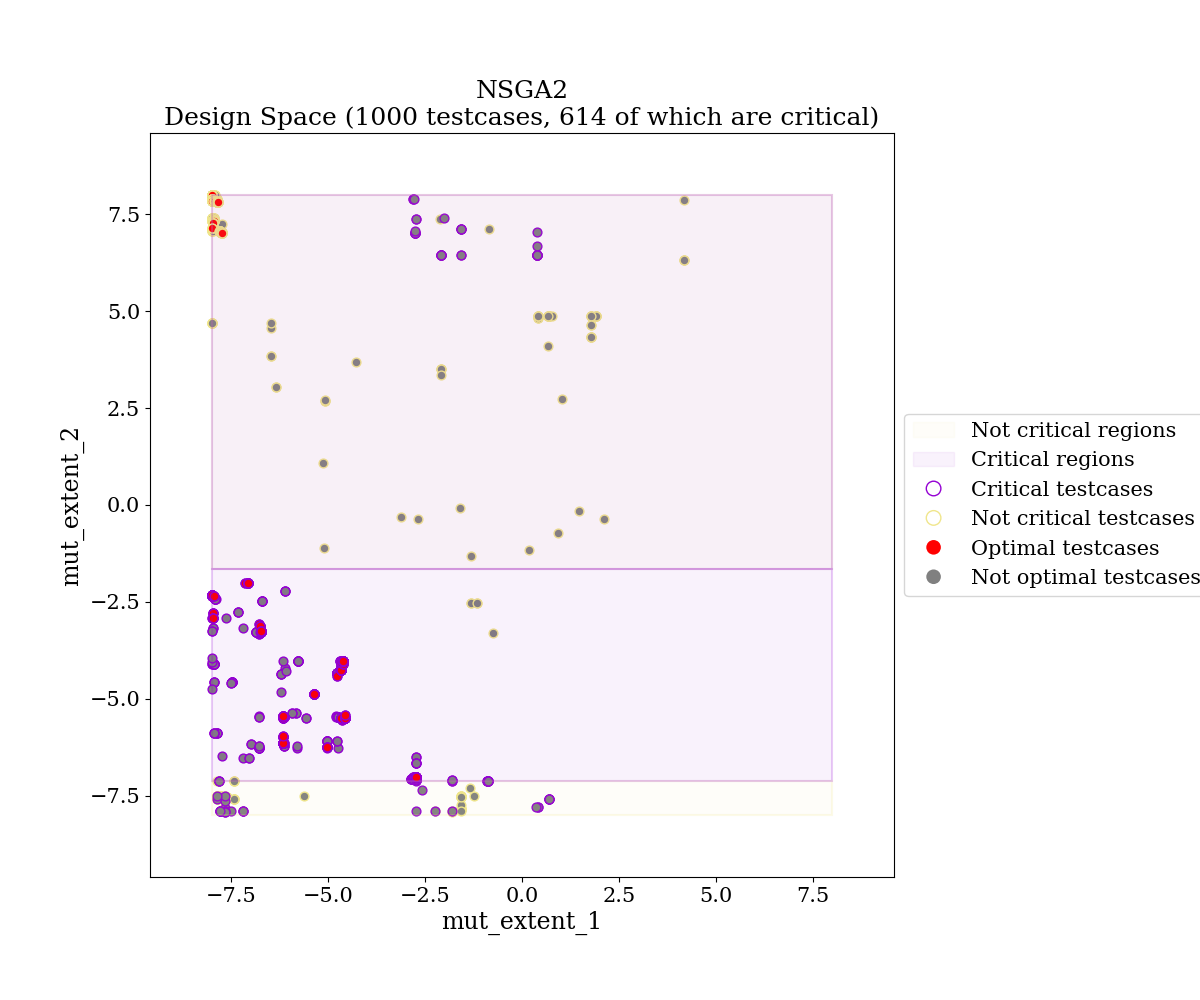 NSGA2
Design Space (1000 testcases, 614 of which are critical)
mut_extent_2
7.5
5.0
2.5
0.0
−2.5
−5.0
−7.5
−7.5 −5.0 −2.5 0.0 2.5 5.0 7.5
mut_extent_1
Not critical regions
Critical regions
Critical testcases
Not critical testcases
Optimal testcases
Not optimal testcases